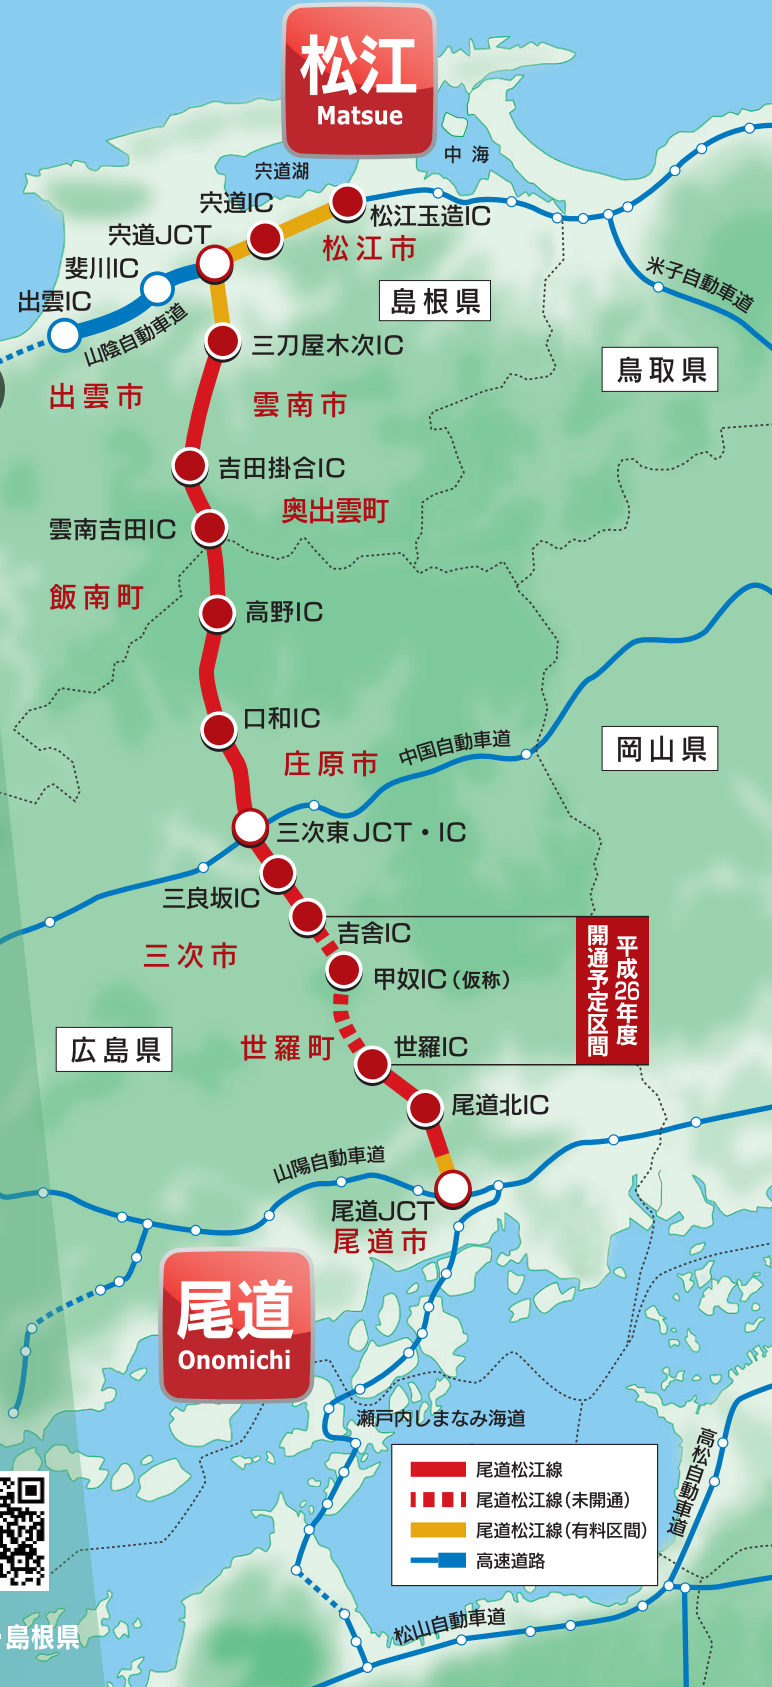 松江
Matsue
中海
宍道湖
宍道IC
松江玉造IC
宍道JCT
松江市
斐川IC
島根県
米子自動車道
出雲IC
山陰自動車道
三刀屋木次IC
鳥取県
出雲市
雲南市
吉田掛合IC
奥出雲町
雲南吉田IC
飯南町
高野IC
口和IC
庄原市
中国自動車道
岡山県
三次東JCT・IC
三良坂IC
吉舎IC
三次市
平成26年度
開通予定区間
甲奴IC(仮称)
広島県
世羅町
世羅IC
尾道北IC
山陽自動車道
尾道JCT
尾道市
尾道
Onomichi
瀬戸内しまなみ海道
高松自動車道
尾道松江線
尾道松江線(未開通)
尾道松江線(有料区間)
高速道路
松山自動車道
島根県